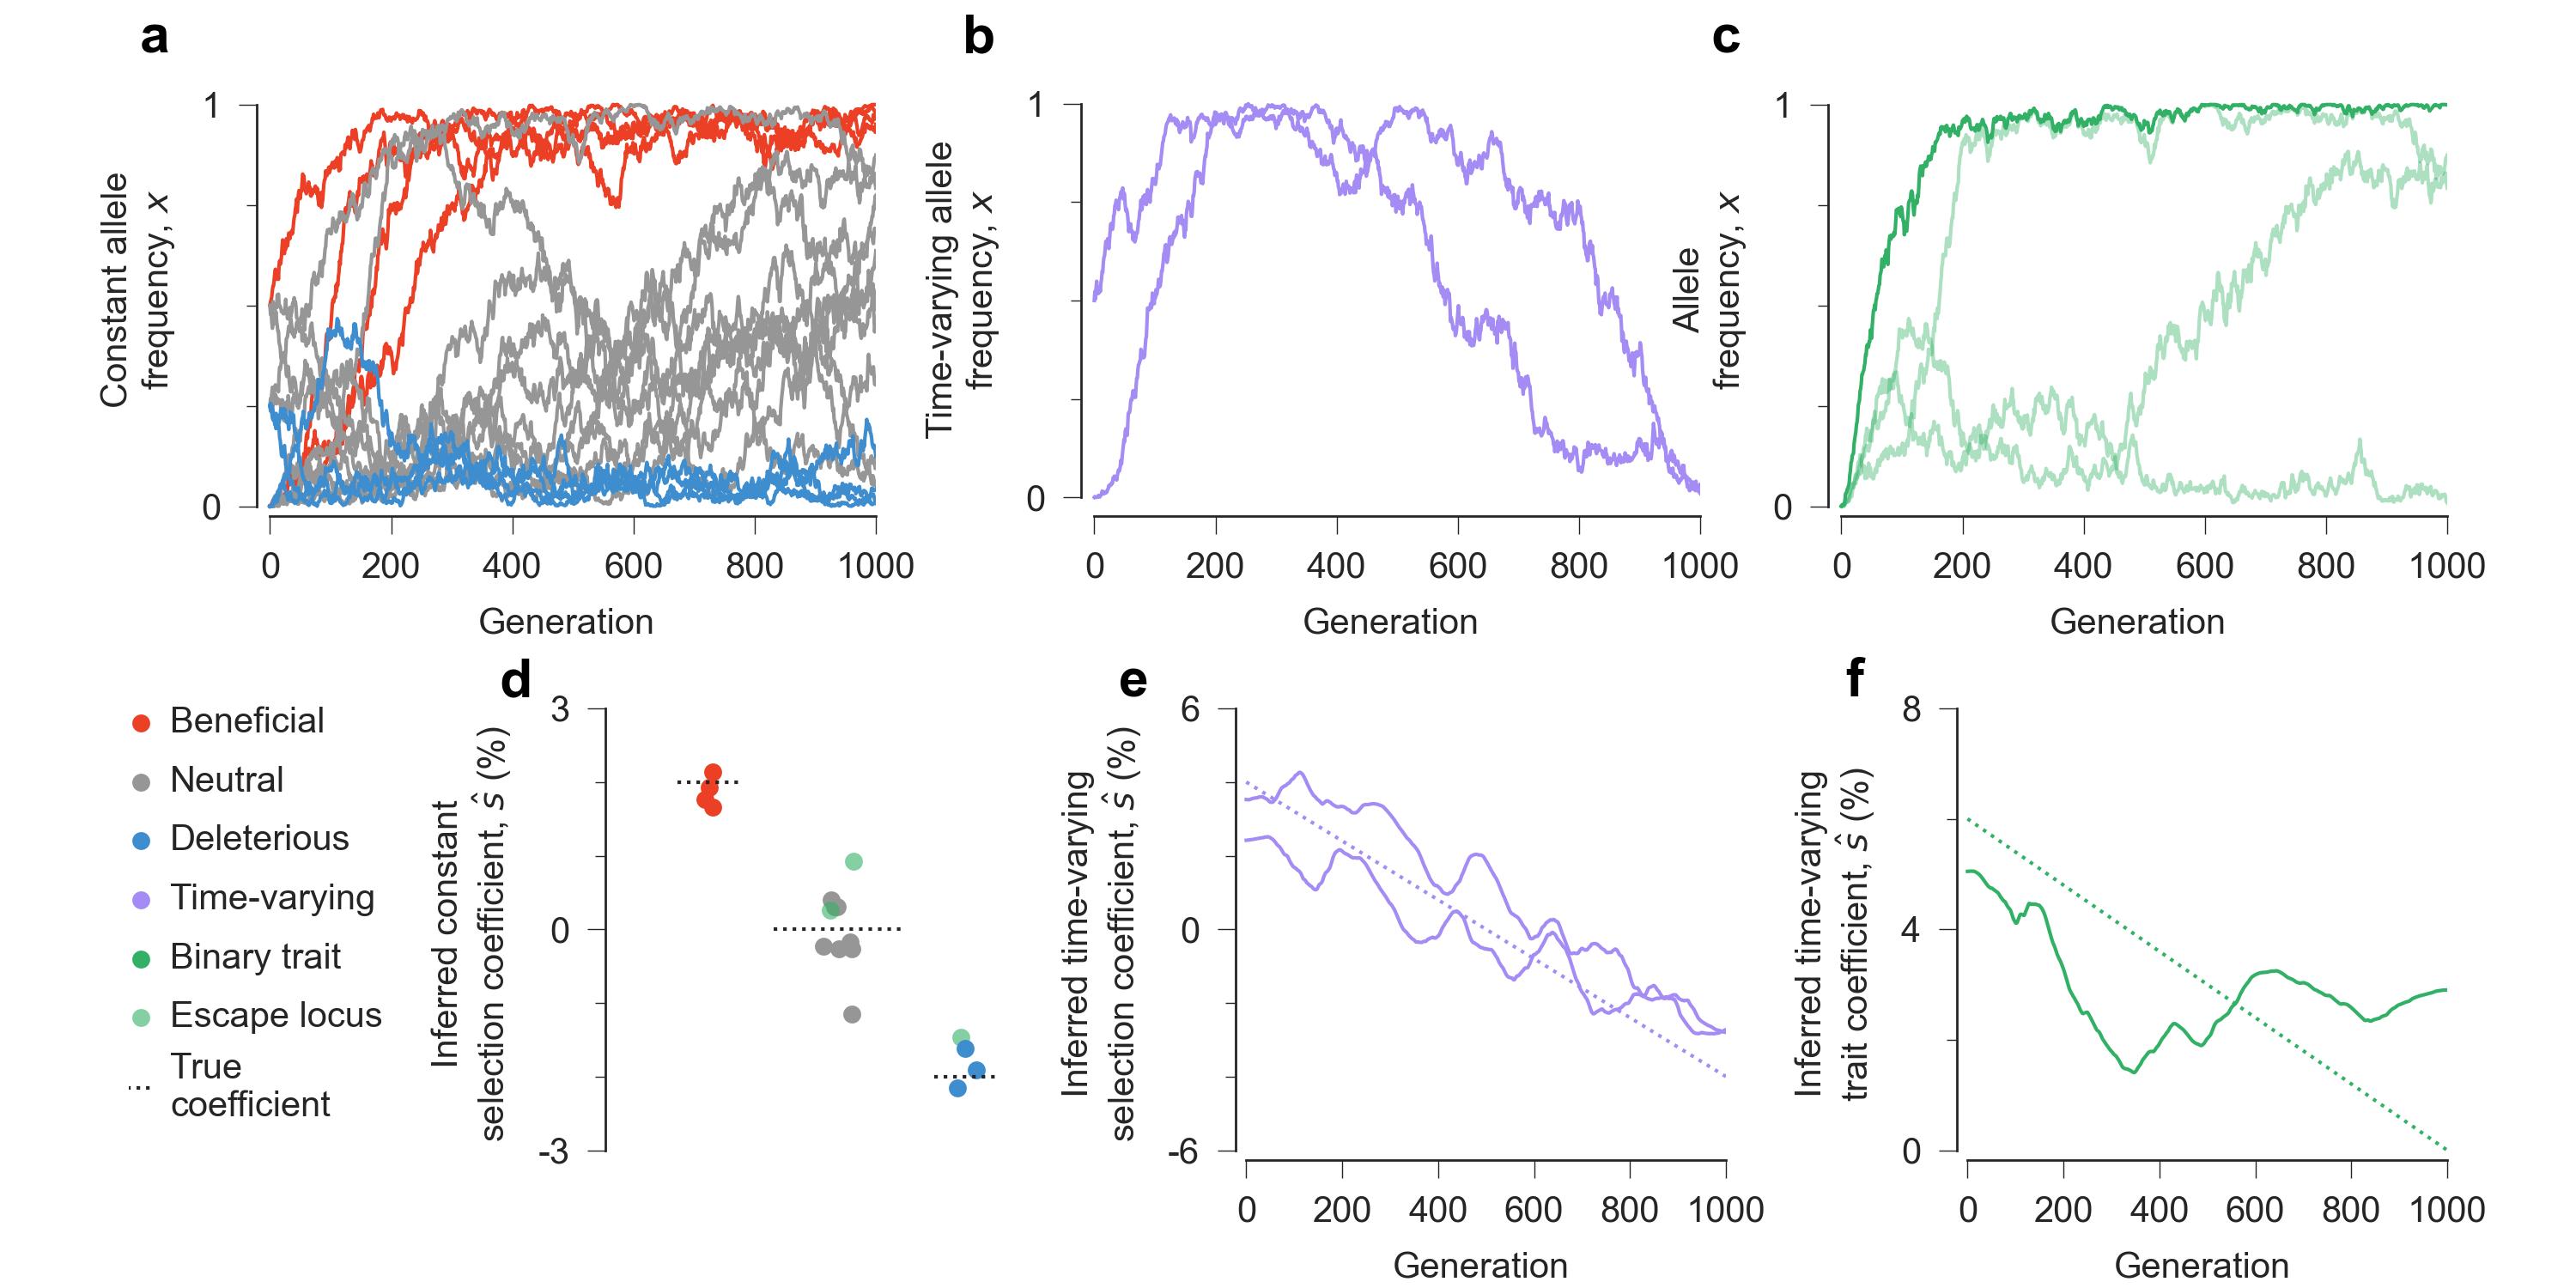 a
1
0
Constant allele
frequency, x
0 200 400 600 800 1000
Generation
b
1
0
Time-varying allele
frequency, x
0 200 400 600 800 1000
Generation
c
1
0
Allele
frequency, x
0 200 400 600 800 1000
Generation
Beneficial
Neutral
Deleterious
Time-varying
Binary trait
Escape locus
True
coefficient
d
3
0
-3
Inferred constant
selection coefficient, ŝ (%)
e
6
0
-6
Inferred time-varying
selection coefficient, ŝ (%)
0 200 400 600 800 1000
Generation
f
8
4
0
Inferred time-varying
trait coefficient, ŝ (%)
0 200 400 600 800 1000
Generation